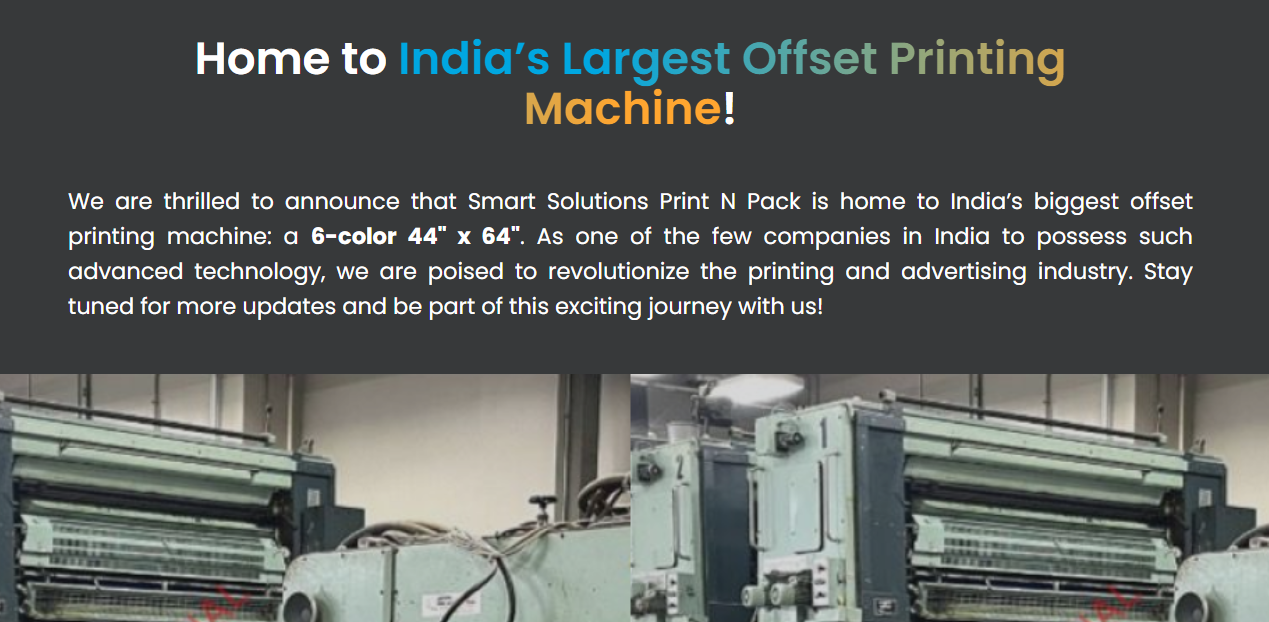 Home to India’s Largest Offset Printing
Machine!
We are thrilled to announce that Smart Solutions Print N Pack is home to India’s biggest offset
printing machine: a 6-color 44" x 64". As one of the few companies in India to possess such
advanced technology, we are poised to revolutionize the printing and advertising industry. Stay
tuned for more updates and be part of this exciting journey with us!
2
1